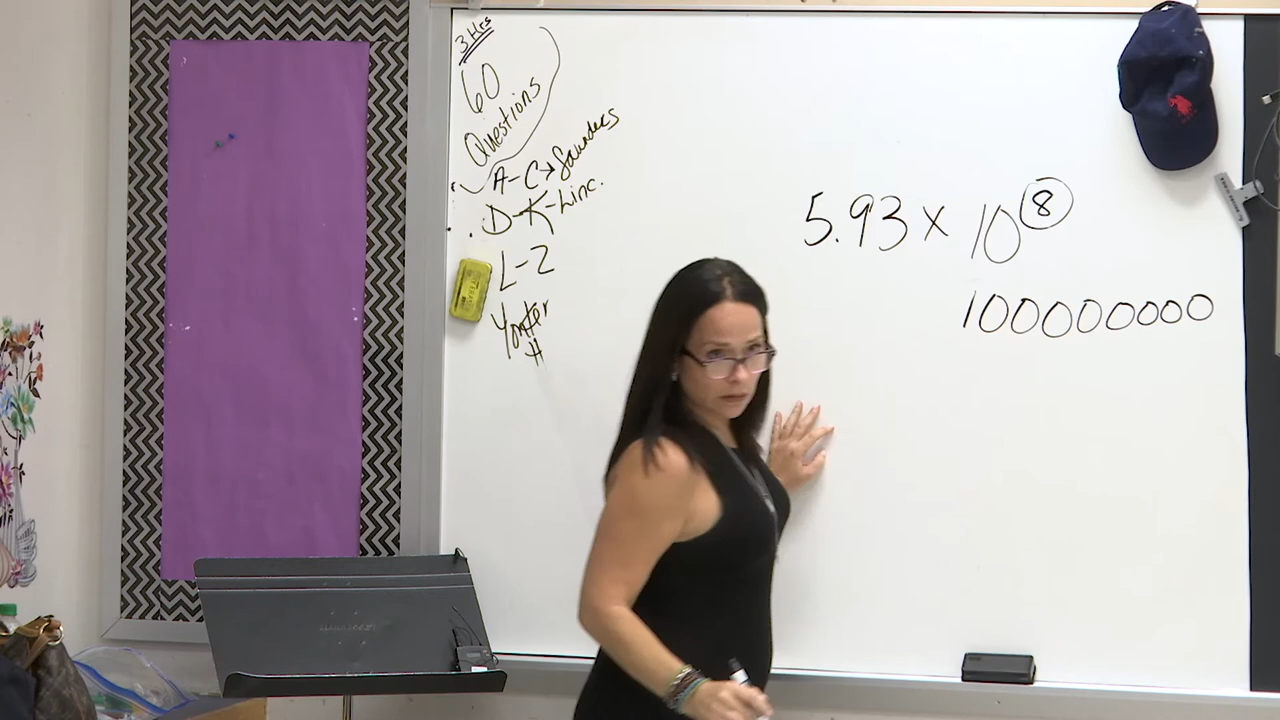 3 Hrs
60
Questions
A-C→Saunders
D-K-Linc.
L-Z
Yonker
H
5.93 x 10⁸
100000000